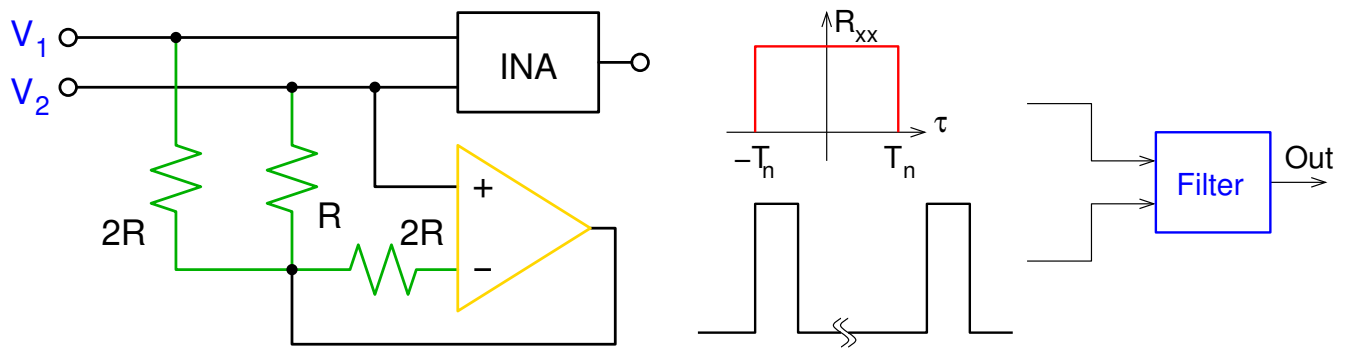 V1
V2
INA
2R
R
2R
+
−
Rxx
τ
−Tn
Tn
Filter
Out